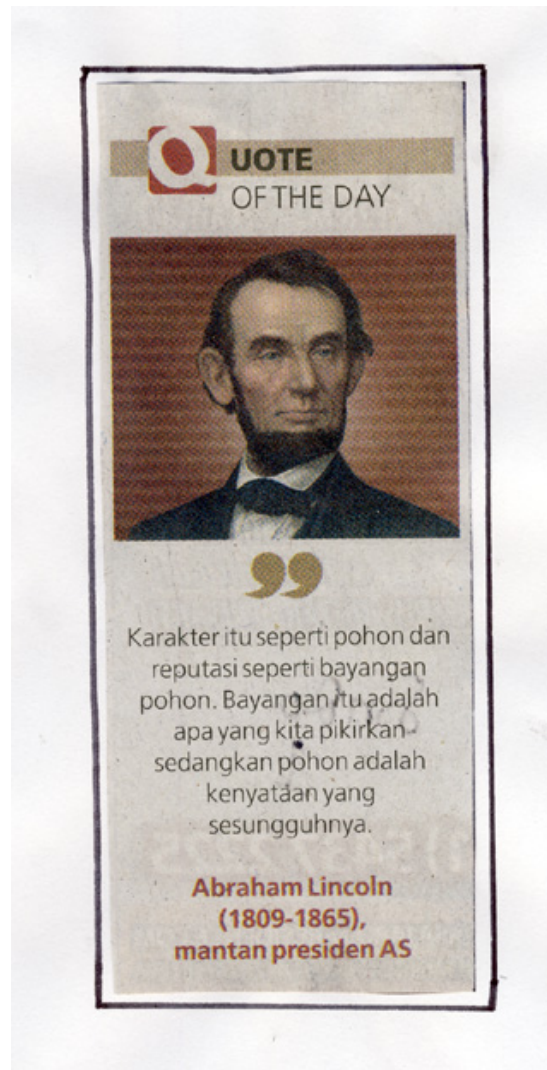 QUOTE
OF THE DAY
Karakter itu seperti pohon dan
reputasi seperti bayangan
pohon. Bayangan itu adalah
apa yang kita pikirkan
sedangkan pohon adalah
kenyataan yang
sesungguhnya.
Abraham Lincoln
(1809-1865),
mantan presiden AS